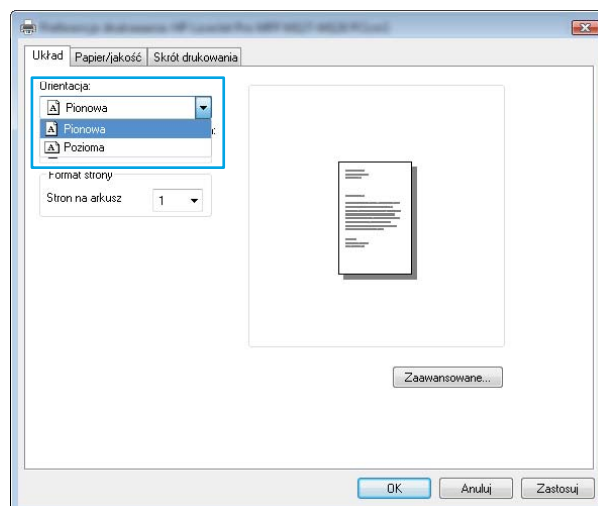 Układ Papier/jakość Skrót drukowania
Orientacja:
Pionowa
Pionowa
Pozioma
Format strony
Stron na arkusz 1
Zaawansowane...
OK Anuluj Zastosuj